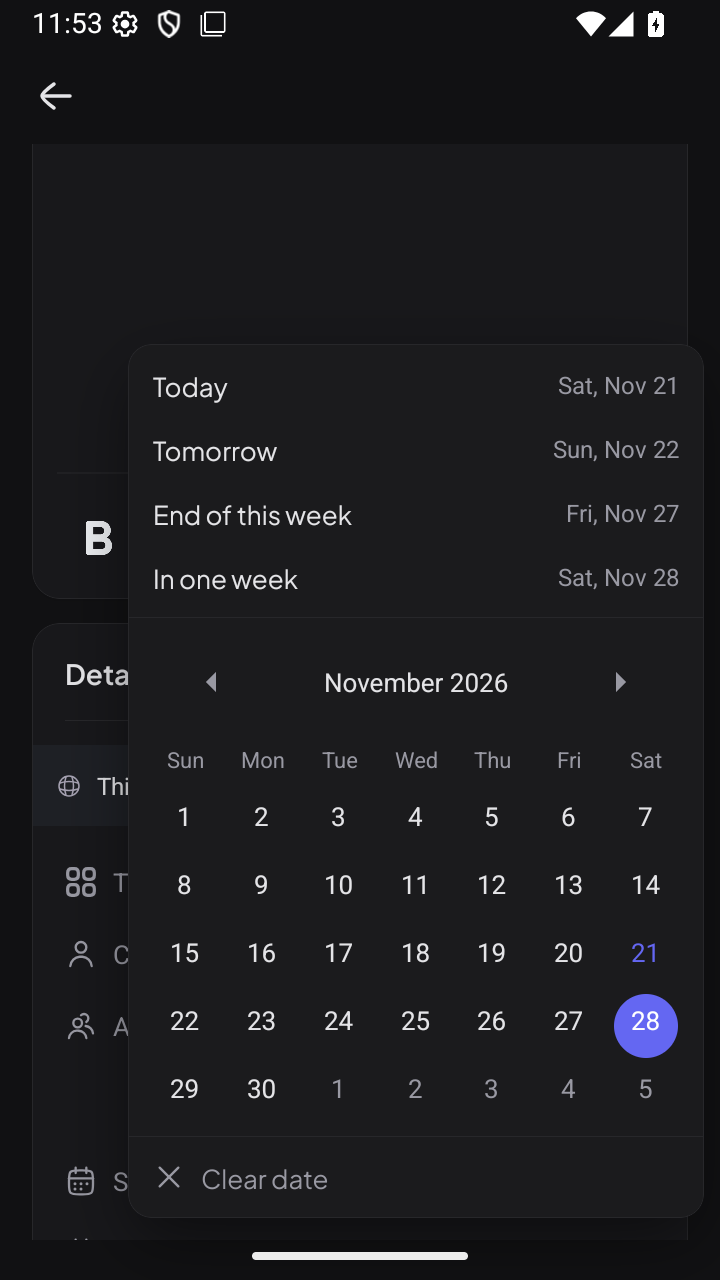 11:53
Today Sat, Nov 21
Tomorrow Sun, Nov 22
End of this week Fri, Nov 27
In one week Sat, Nov 28
B
November 2026
Deta
Sun Mon Tue Wed Thu Fri Sat
Thi
1 2 3 4 5 6 7
8 9 10 11 12 13 14
T
15 16 17 18 19 20 21
C
22 23 24 25 26 27 28
A
29 30 1 2 3 4 5
S
Clear date